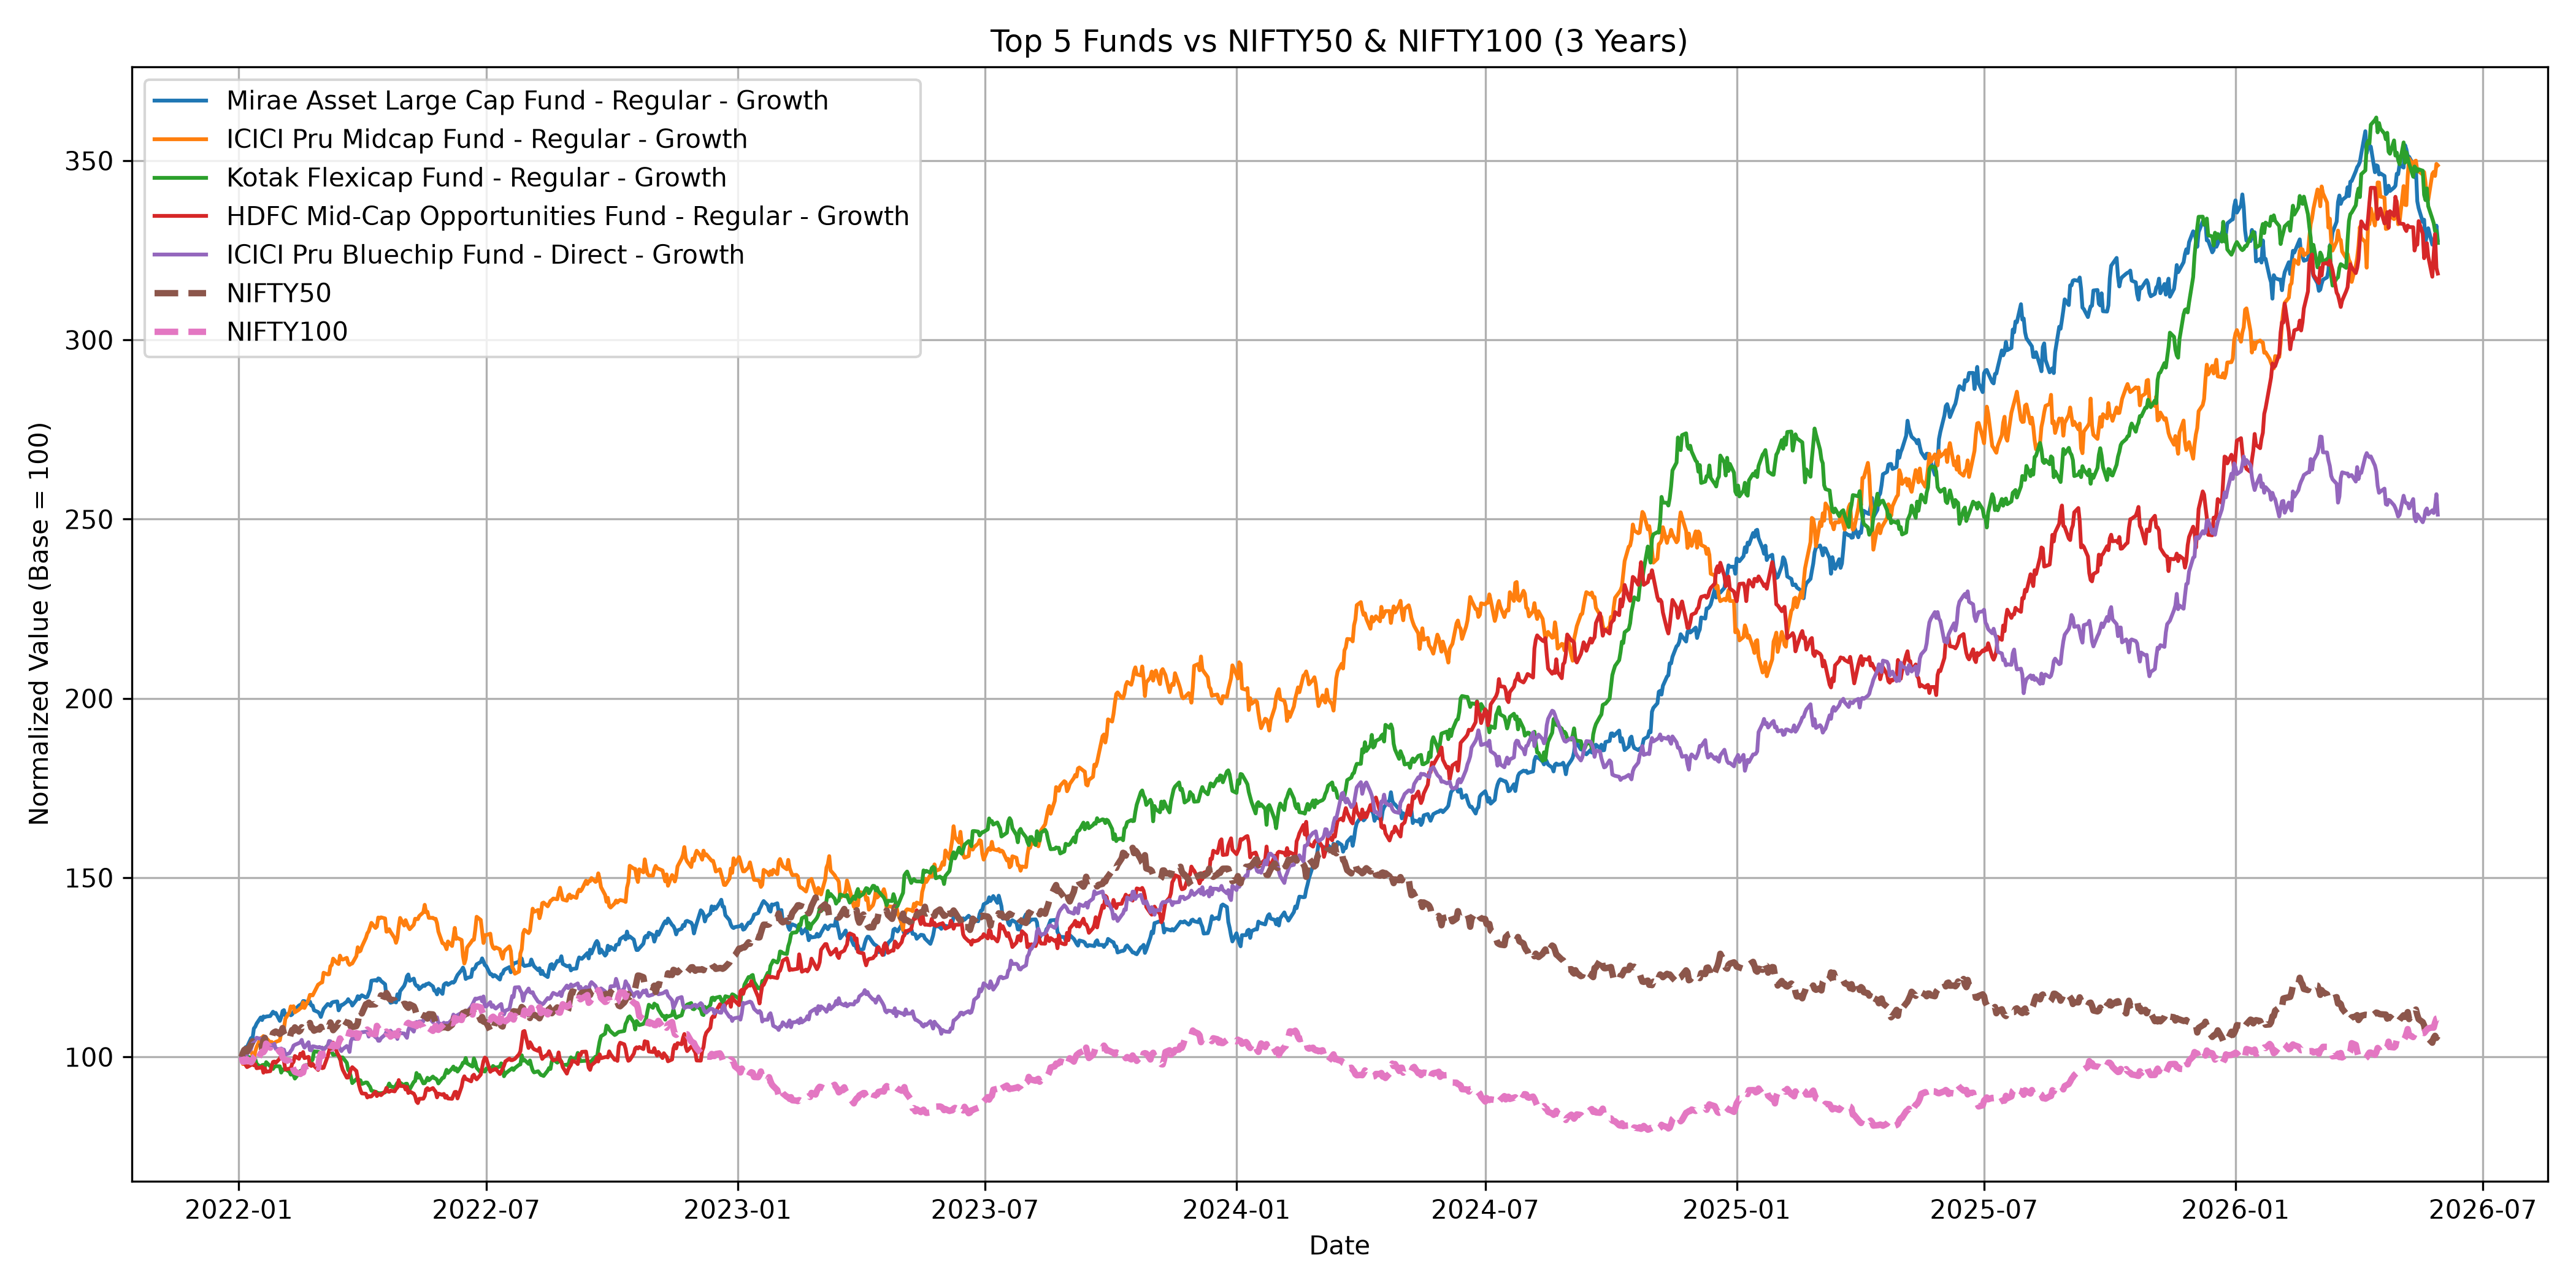 Top 5 Funds vs NIFTY50 & NIFTY100 (3 Years)
Mirae Asset Large Cap Fund - Regular - Growth
ICICI Pru Midcap Fund - Regular - Growth
Kotak Flexicap Fund - Regular - Growth
HDFC Mid-Cap Opportunities Fund - Regular - Growth
ICICI Pru Bluechip Fund - Direct - Growth
NIFTY50
NIFTY100
Normalized Value (Base = 100)
350
300
250
200
150
100
2022-01
2022-07
2023-01
2023-07
2024-01
2024-07
2025-01
2025-07
2026-01
2026-07
Date